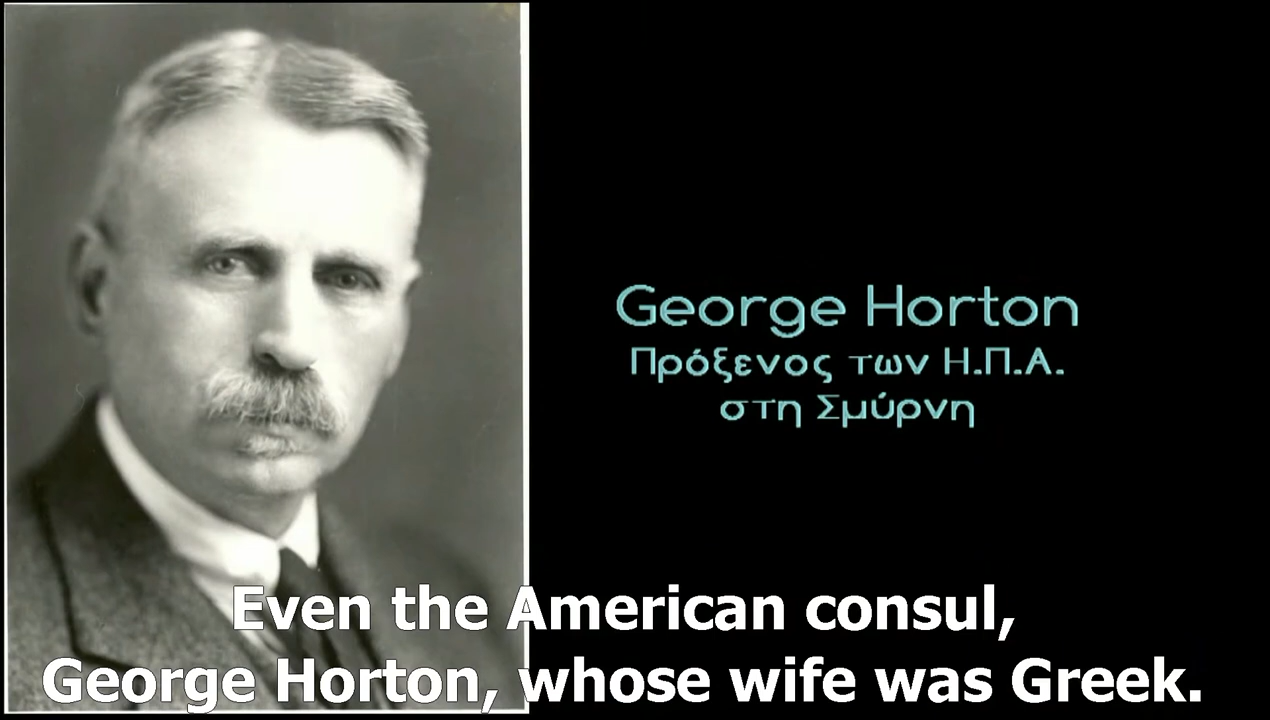 George Horton
Πρόξενος των Η.Π.Α.
στη Σμύρνη
Even the American consul,
George Horton, whose wife was Greek.